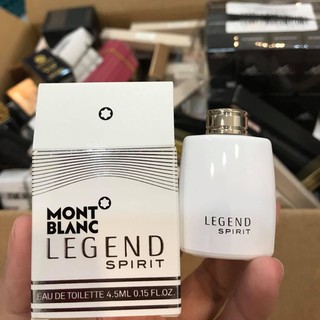 MONT
BLANC
LEGEND
SPIRIT
EAU DE TOILETTE 4.5ML 0.15 FL.OZ.
LEGEND
SPIRIT